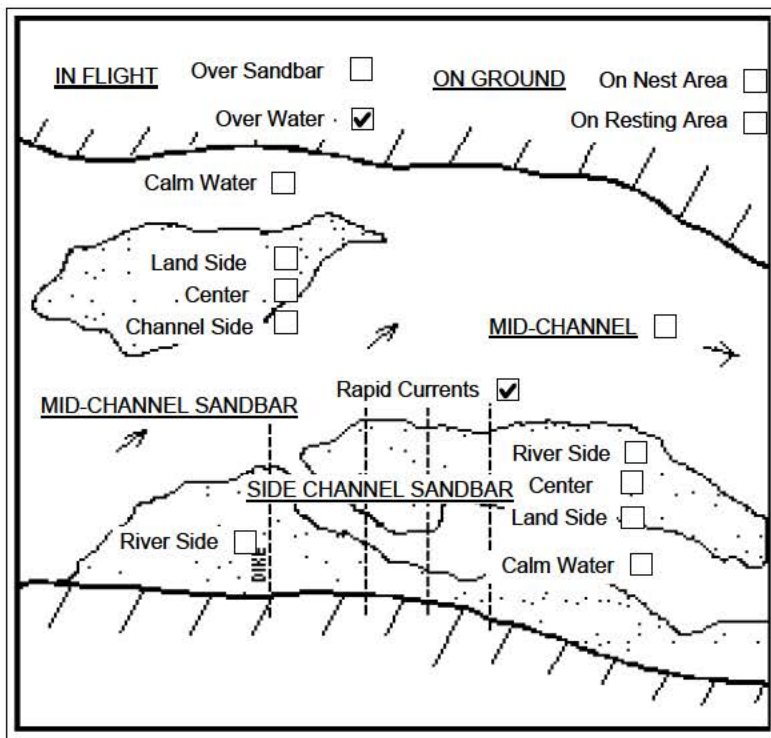 IN FLIGHT Over Sandbar ON GROUND On Nest Area
Over Water On Resting Area
Calm Water
Land Side
Center
Channel Side
MID-CHANNEL
Rapid Currents
MID-CHANNEL SANDBAR
River Side
SIDE CHANNEL SANDBAR Center
Land Side
River Side
DIKE
Calm Water